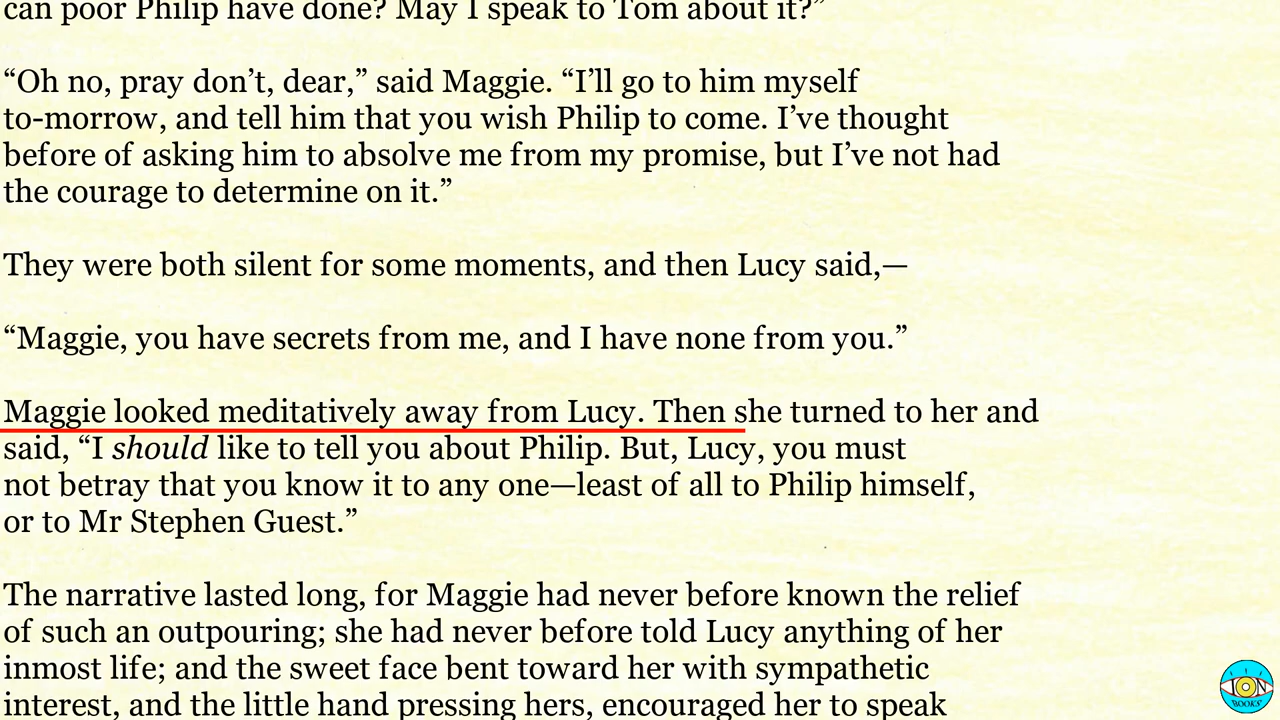 can poor Philip have done? May I speak to Tom about it?”
“Oh no, pray don’t, dear,” said Maggie. “I’ll go to him myself
to-morrow, and tell him that you wish Philip to come. I’ve thought
before of asking him to absolve me from my promise, but I’ve not had
the courage to determine on it.”
They were both silent for some moments, and then Lucy said,—
“Maggie, you have secrets from me, and I have none from you.”
Maggie looked meditatively away from Lucy. Then she turned to her and
said, “I should like to tell you about Philip. But, Lucy, you must
not betray that you know it to any one—least of all to Philip himself,
or to Mr Stephen Guest.”
The narrative lasted long, for Maggie had never before known the relief
of such an outpouring; she had never before told Lucy anything of her
inmost life; and the sweet face bent toward her with sympathetic
interest, and the little hand pressing hers, encouraged her to speak
ION
BOOKS